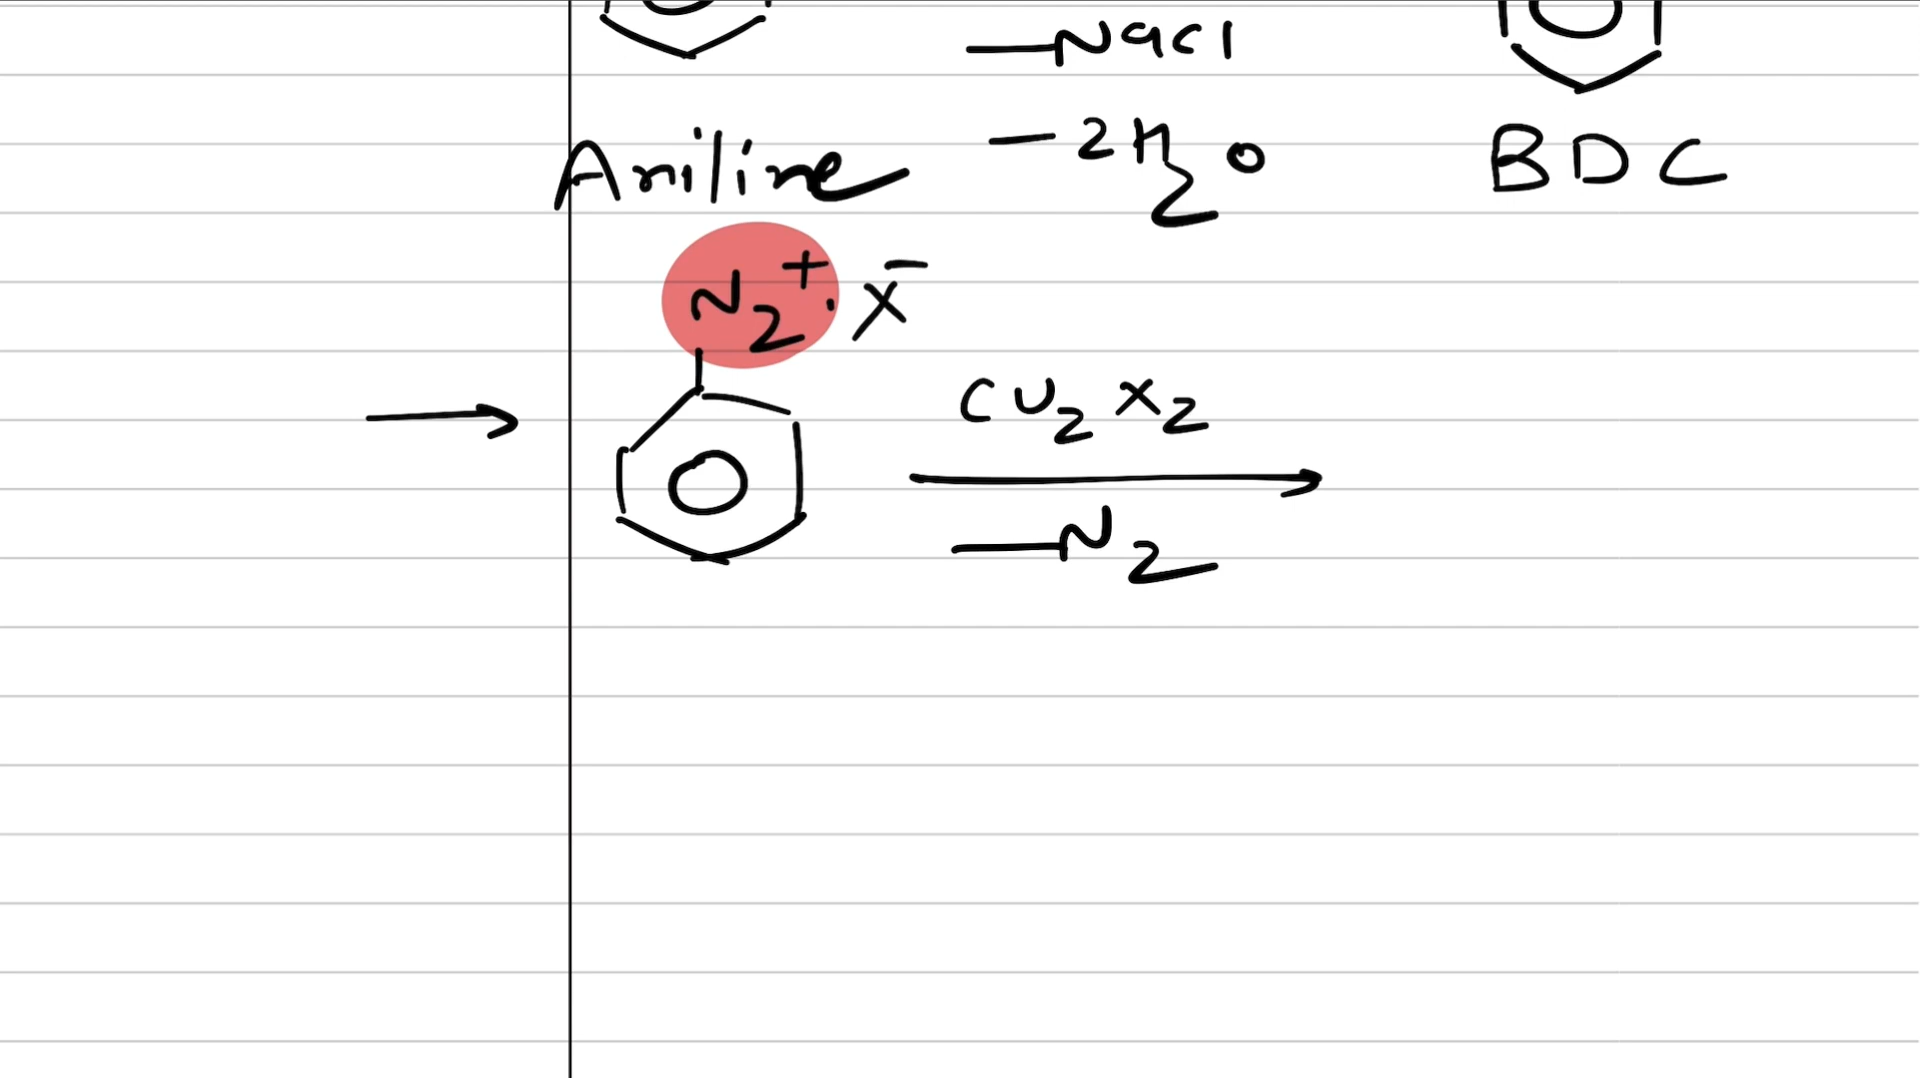 —NaCl
Aniline -2H2O BDC
N2+. X-
Cu2X2
—N2